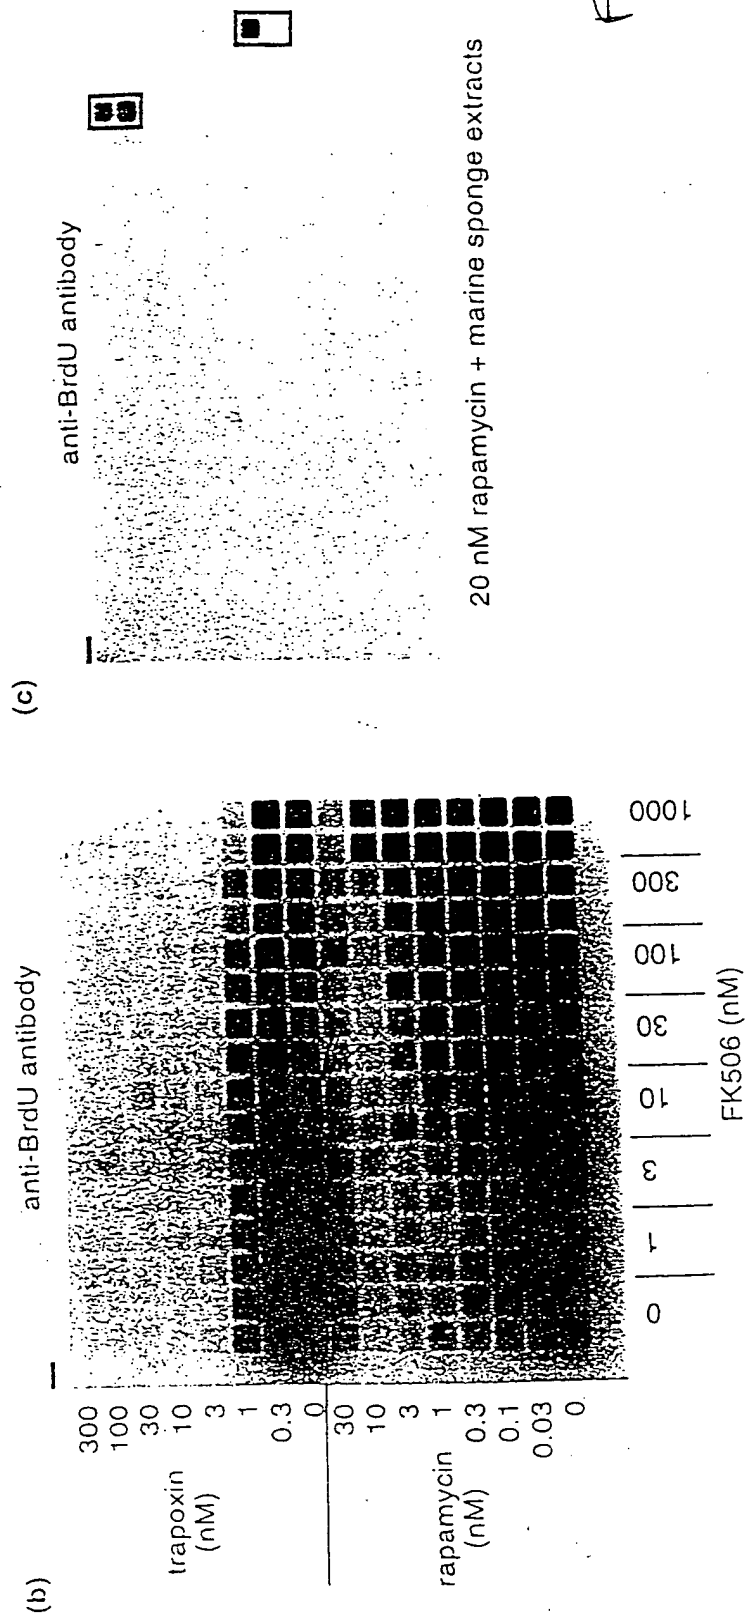 (b)
anti-BrdU antibody
trapoxin
(nM)
300
100
30
10
3
1
0.3
0
rapamycin
(nM)
30
10
3
1
0.3
0.1
0.03
0
0
1
3
10
30
100
300
1000
FK506 (nM)
(c)
anti-BrdU antibody
20 nM rapamycin + marine sponge extracts